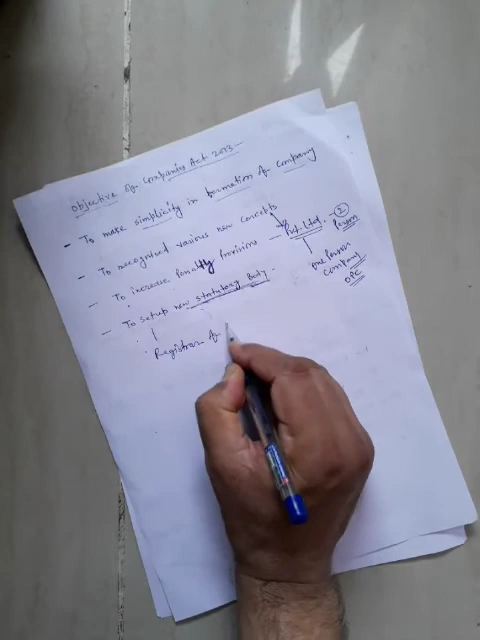 Objective of Companies Act 2013
- To make simplicity in formation of company
- To recognised various new concepts
Pvt. Ltd. - 2
Person
one person
company
OPC
- To increase Penalty Provisions -
- To setup new statutory Body.
Registrar of